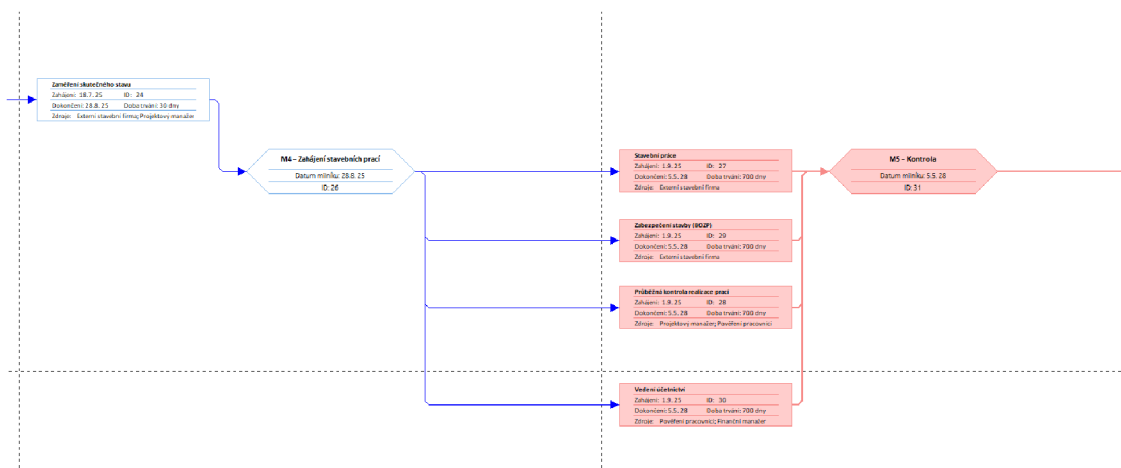 Zaměření skutečného stavu
Zahájení: 18.7.25 ID: 24
Dokončení: 28.8.25 Doba trvání: 30 dny
Zdroje: Externí stavební firma; Projektový manažer
M4 – Zahájení stavebních prací
Datum milníku: 28.8.25
ID: 26
Stavební práce
Zahájení: 1.9.25 ID: 27
Dokončení: 5.5.28 Doba trvání: 700 dny
Zdroje: Externí stavební firma
M5 – Kontrola
Datum milníku: 5.5.28
ID: 31
Zabezpečení stavby (BOZP)
Zahájení: 1.9.25 ID: 29
Dokončení: 5.5.28 Doba trvání: 700 dny
Zdroje: Externí stavební firma
Průběžná kontrola realizace prací
Zahájení: 1.9.25 ID: 28
Dokončení: 5.5.28 Doba trvání: 700 dny
Zdroje: Projektový manažer; Pověření pracovníci
Vedení účetnictví
Zahájení: 1.9.25 ID: 30
Dokončení: 5.5.28 Doba trvání: 700 dny
Zdroje: Pověření pracovníci; Finanční manažer